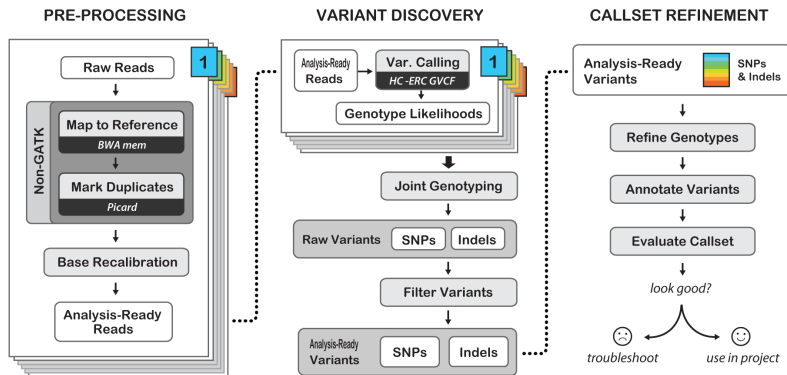 PRE-PROCESSING
1
Raw Reads
Non-GATK
Map to Reference
BWA mem
Mark Duplicates
Picard
Base Recalibration
Analysis-Ready
Reads
VARIANT DISCOVERY
1
Analysis-Ready
Reads
Var. Calling
HC -ERC GVCF
Genotype Likelihoods
Joint Genotyping
Raw Variants
SNPs
Indels
Filter Variants
Analysis-Ready
Variants
SNPs
Indels
CALLSET REFINEMENT
Analysis-Ready
Variants
SNPs
& Indels
Refine Genotypes
Annotate Variants
Evaluate Callset
look good?
troubleshoot
use in project